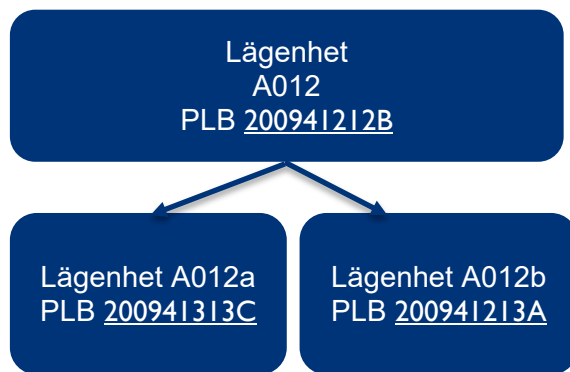 Lägenhet
A012
PLB 200941212B
Lägenhet A012a
PLB 200941313C
Lägenhet A012b
PLB 200941213A